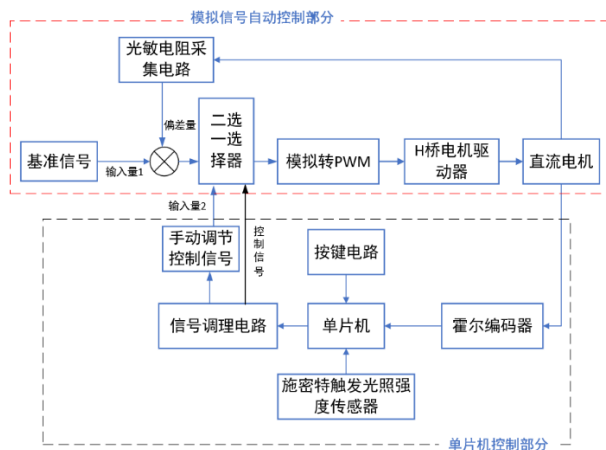 模拟信号自动控制部分
光敏电阻采
集电路
偏差量
二选
一选
择器
基准信号
输入量1
模拟转PWM
H桥电机驱
动器
直流电机
输入量2
手动调节
控制信号
控制信号
按键电路
信号调理电路
单片机
霍尔编码器
施密特触发光照强
度传感器
单片机控制部分